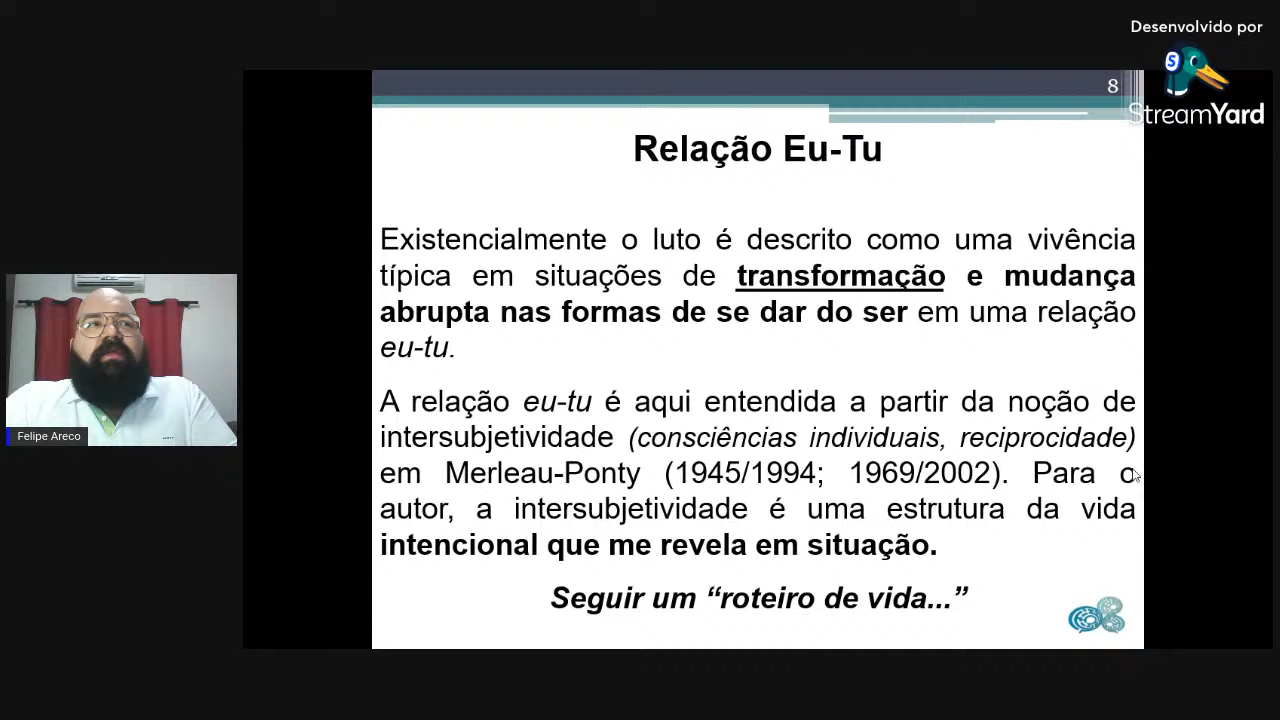 Desenvolvido por
StreamYard
8
Relação Eu-Tu
Existencialmente o luto é descrito como uma vivência
típica em situações de transformação e mudança
abrupta nas formas de se dar do ser em uma relação
eu-tu.
A relação eu-tu é aqui entendida a partir da noção de
intersubjetividade (consciências individuais, reciprocidade)
em Merleau-Ponty (1945/1994; 1969/2002). Para o
autor, a intersubjetividade é uma estrutura da vida
intencional que me revela em situação.
Seguir um “roteiro de vida...”
Felipe Areco